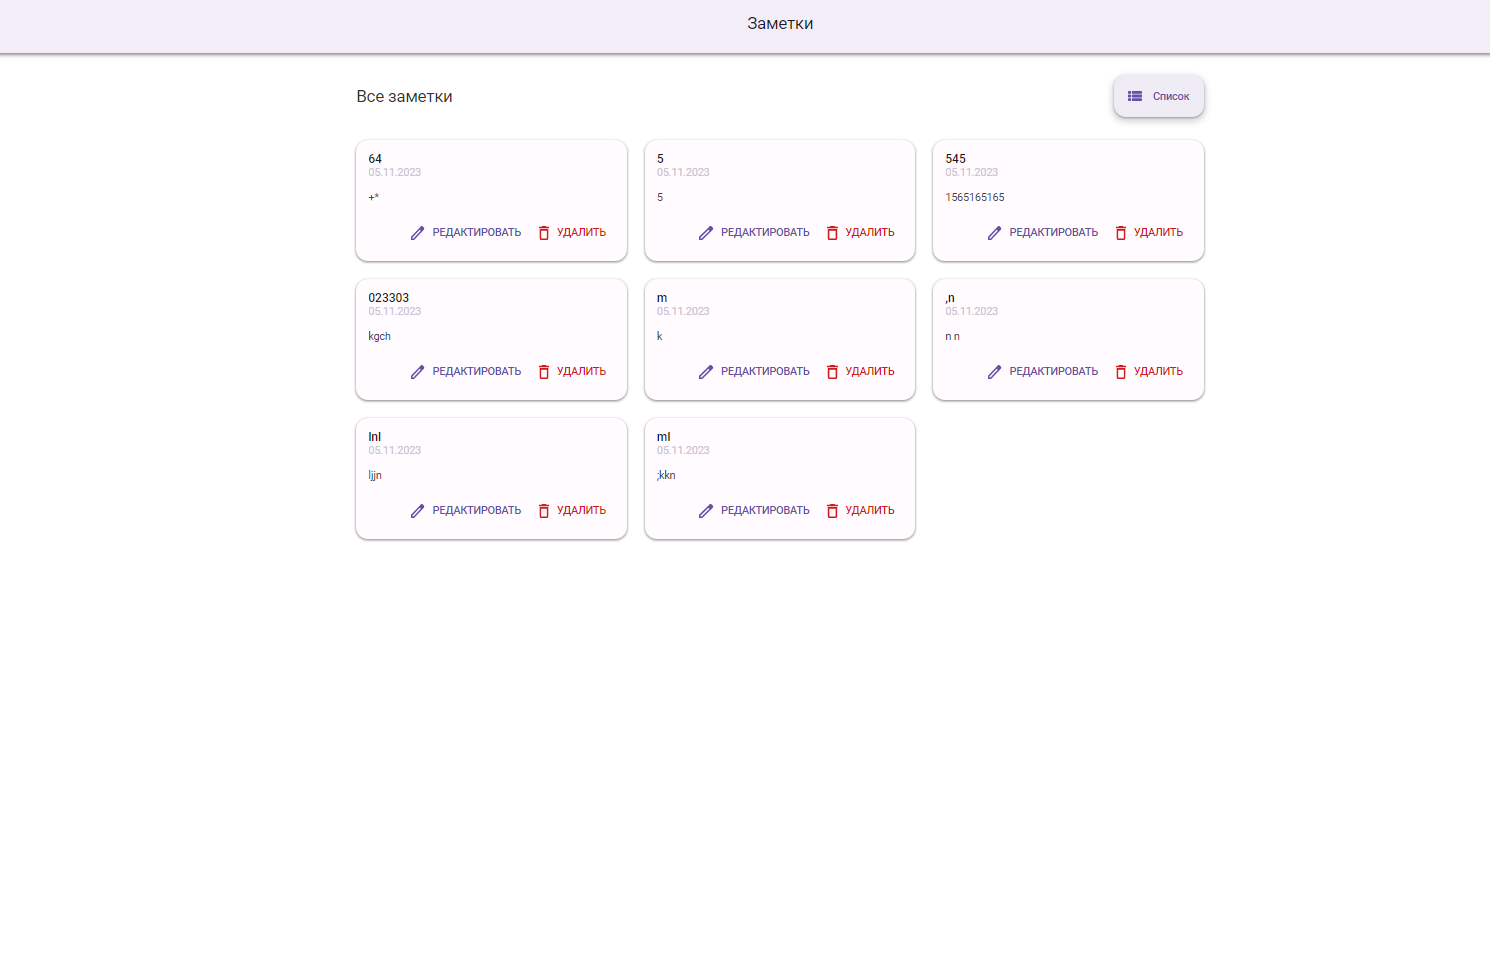 Заметки
Все заметки
Список
64
05.11.2023
+*
РЕДАКТИРОВАТЬ УДАЛИТЬ
5
05.11.2023
5
РЕДАКТИРОВАТЬ УДАЛИТЬ
545
05.11.2023
1565165165
РЕДАКТИРОВАТЬ УДАЛИТЬ
023303
05.11.2023
kgch
РЕДАКТИРОВАТЬ УДАЛИТЬ
m
05.11.2023
k
РЕДАКТИРОВАТЬ УДАЛИТЬ
,n
05.11.2023
n n
РЕДАКТИРОВАТЬ УДАЛИТЬ
lnl
05.11.2023
ljjn
РЕДАКТИРОВАТЬ УДАЛИТЬ
ml
05.11.2023
;kkn
РЕДАКТИРОВАТЬ УДАЛИТЬ